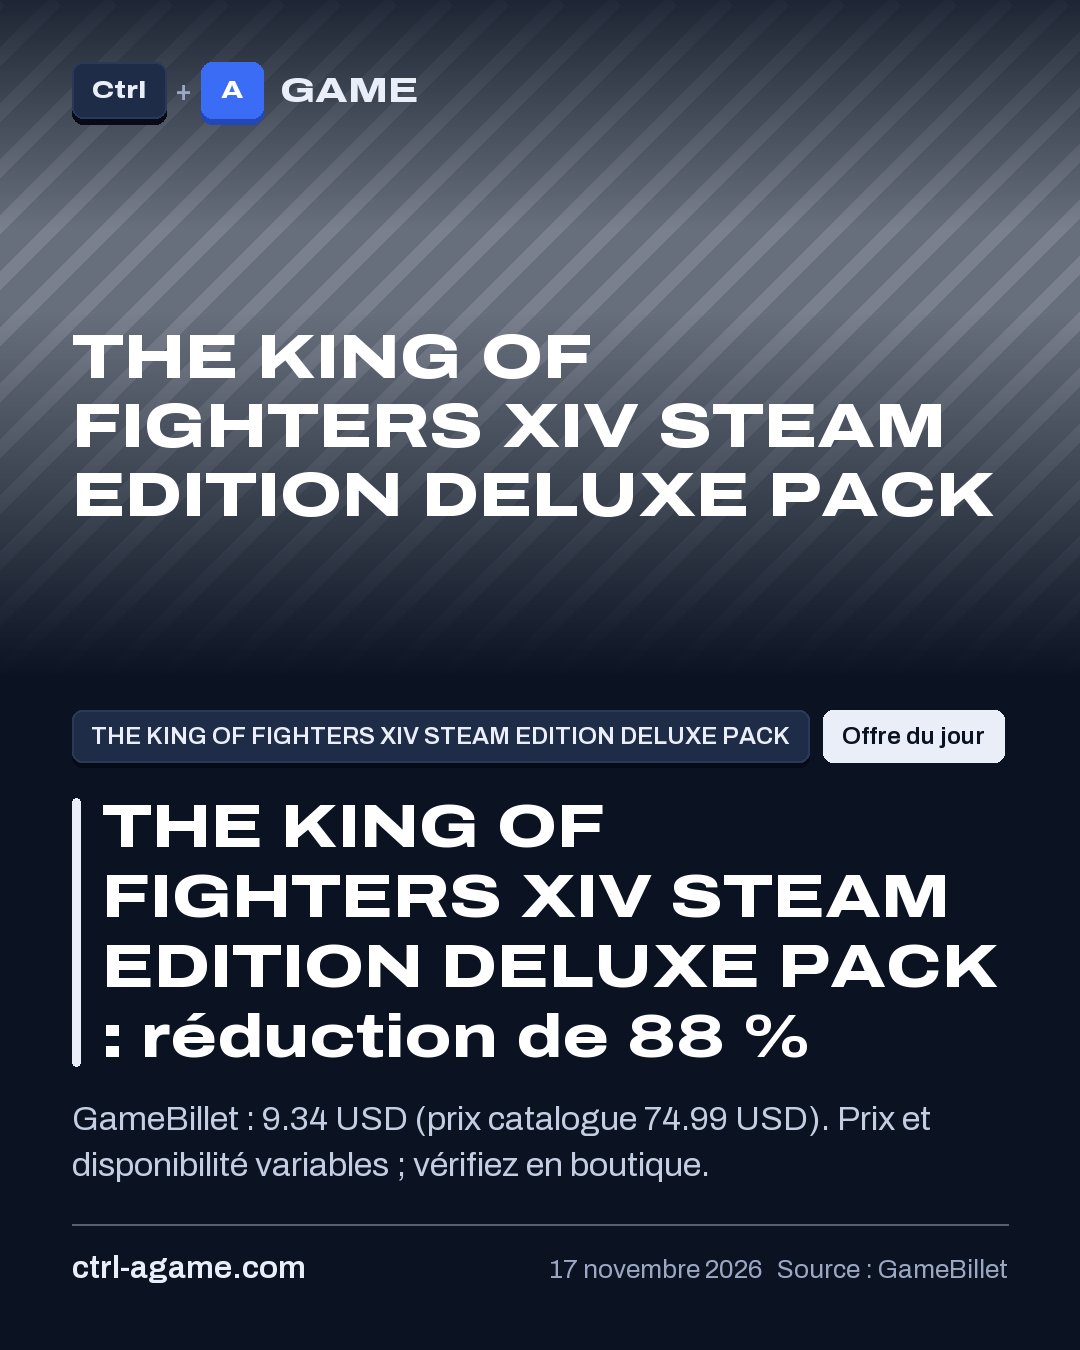 Ctrl + A GAME
THE KING OF
FIGHTERS XIV STEAM
EDITION DELUXE PACK
THE KING OF FIGHTERS XIV STEAM EDITION DELUXE PACK
Offre du jour
THE KING OF
FIGHTERS XIV STEAM
EDITION DELUXE PACK
: réduction de 88 %
GameBillet : 9.34 USD (prix catalogue 74.99 USD). Prix et
disponibilité variables ; vérifiez en boutique.
ctrl-agame.com
17 novembre 2026 Source : GameBillet